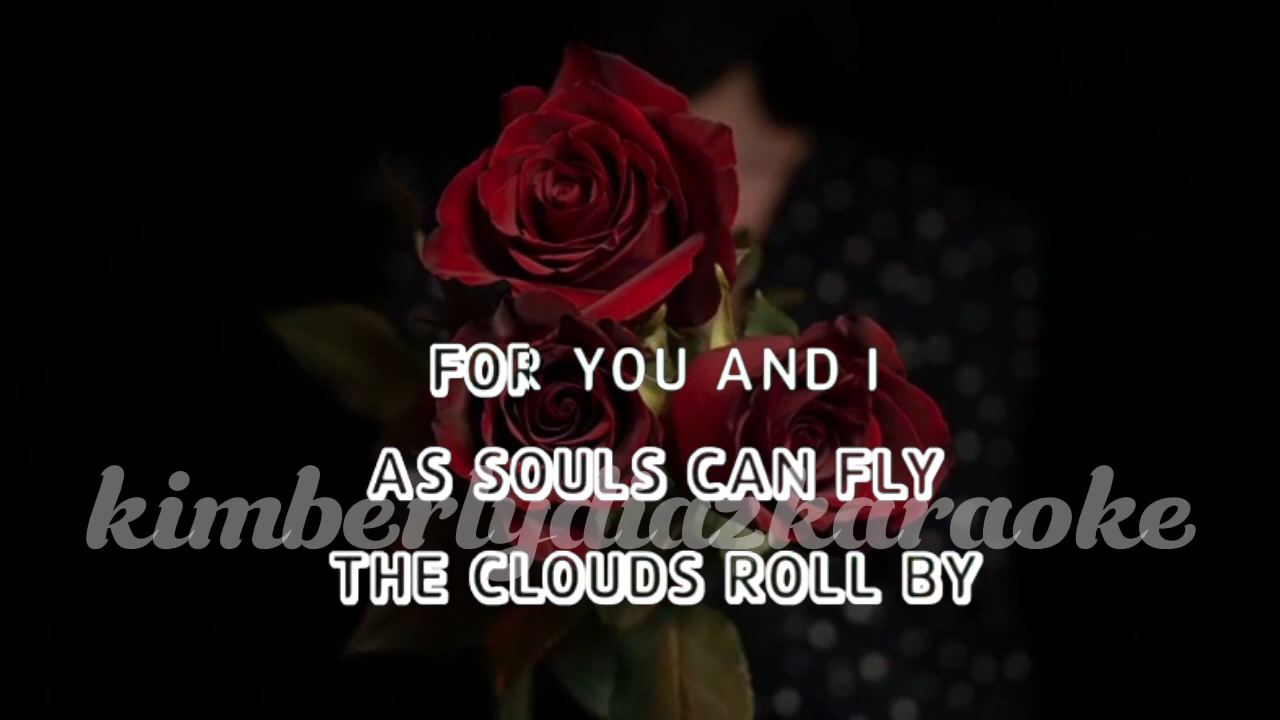 FOR YOU AND I
AS SOULS CAN FLY
kimberlydiazkaraoke
THE CLOUDS ROLL BY